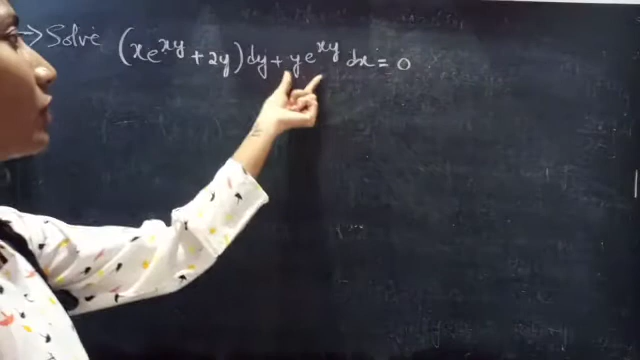 → Solve (xe^{xy} + 2y) dy + ye^{xy} dx = 0